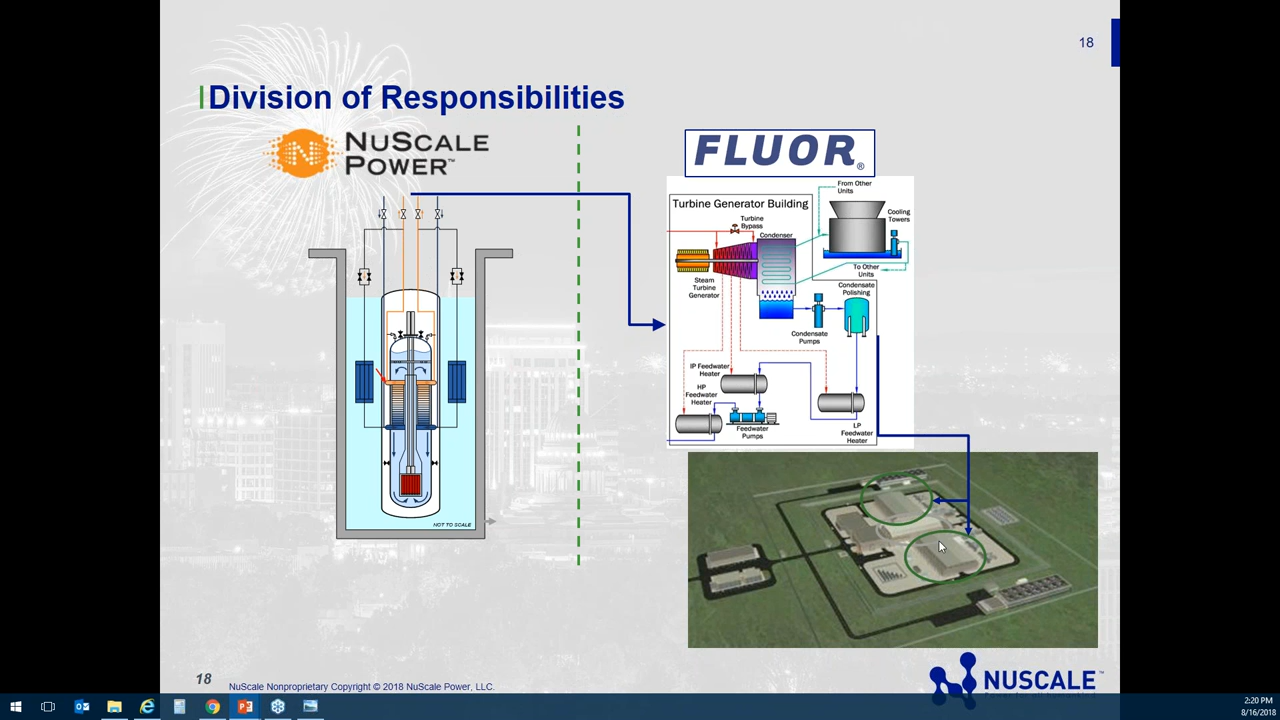 18
Division of Responsibilities
NUSCALE
POWER™
FLUOR®
From Other
Units
Turbine Generator Building
Turbine
Bypass
Condenser
Cooling
Towers
To Other
Units
Steam
Turbine
Generator
Condensate
Polishing
Condensate
Pumps
IP Feedwater
Heater
HP
Feedwater
Heater
Feedwater
Pumps
LP
Feedwater
Heater
NOT TO SCALE
18
NuScale Nonproprietary Copyright © 2018 NuScale Power, LLC.
NUSCALE™
2:20 PM
8/16/2018